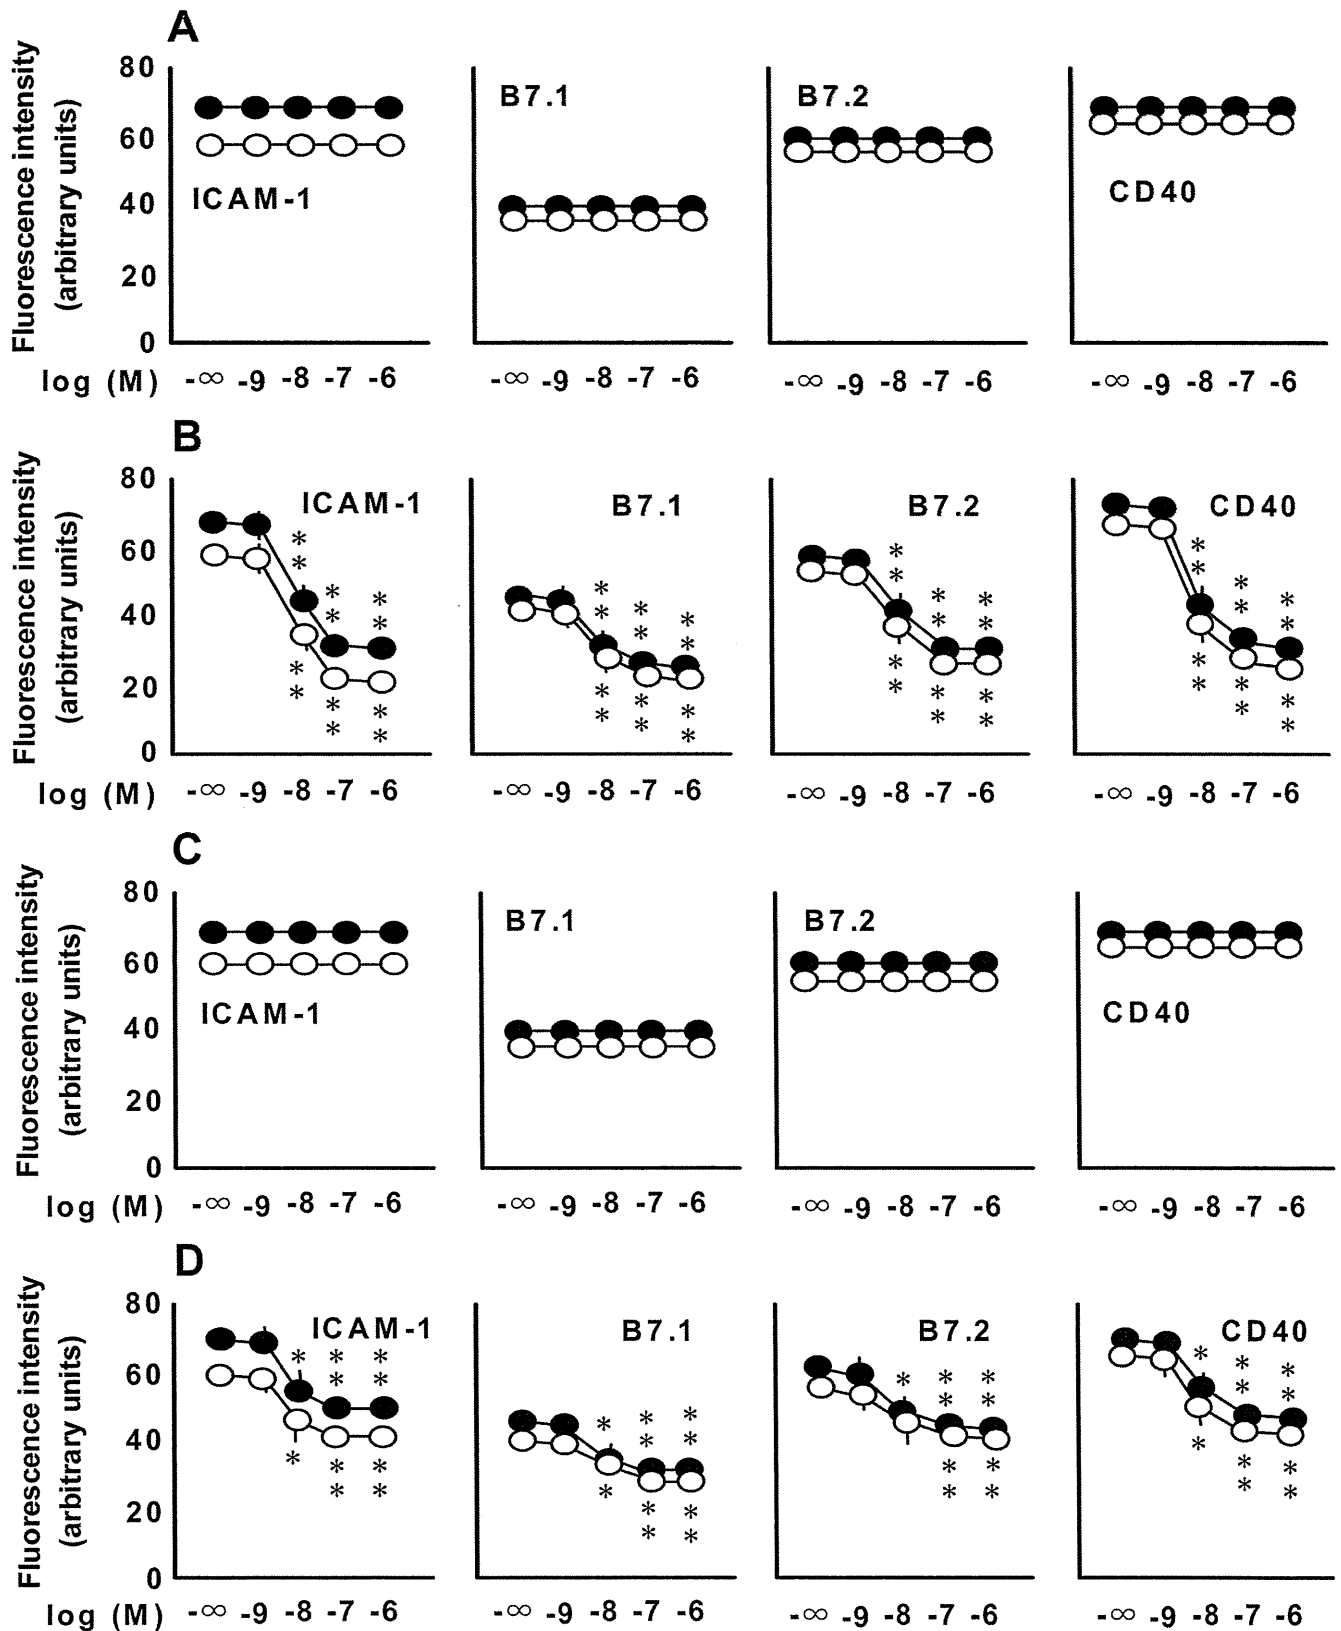 A
Fluorescence intensity
(arbitrary units)
80
60
40
20
0
ICAM-1
B7.1
B7.2
CD40
log (M) -∞ -9 -8 -7 -6 -∞ -9 -8 -7 -6 -∞ -9 -8 -7 -6 -∞ -9 -8 -7 -6
B
Fluorescence intensity
(arbitrary units)
80
60
40
20
0
ICAM-1
* * * * * *
* * * * * *
B7.1
* * * * * *
* * * * * *
B7.2
* * * * * *
* * * * * *
CD40
* * * * * *
* * * * * *
log (M) -∞ -9 -8 -7 -6 -∞ -9 -8 -7 -6 -∞ -9 -8 -7 -6 -∞ -9 -8 -7 -6
C
Fluorescence intensity
(arbitrary units)
80
60
40
20
0
ICAM-1
B7.1
B7.2
CD40
log (M) -∞ -9 -8 -7 -6 -∞ -9 -8 -7 -6 -∞ -9 -8 -7 -6 -∞ -9 -8 -7 -6
D
Fluorescence intensity
(arbitrary units)
80
60
40
20
0
ICAM-1
* * * * *
* * * * *
B7.1
* * * * *
* * * * *
B7.2
* * * * *
* * * *
CD40
* * * * *
* * * * *
log (M) -∞ -9 -8 -7 -6 -∞ -9 -8 -7 -6 -∞ -9 -8 -7 -6 -∞ -9 -8 -7 -6